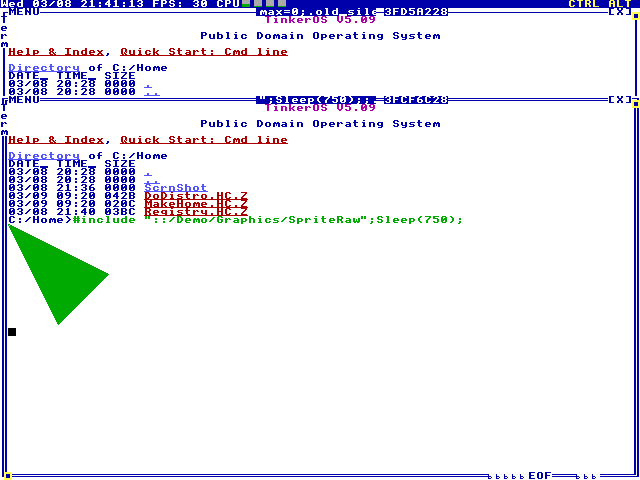 Wed 03/08 21:41:13 FPS: 30 CPU CTRL ALT
MENU max=0;.old_sile 3FD5A228 [X]
Term
TinkerOS V5.09
Public Domain Operating System
Help & Index, Quick Start: Cmd line
Directory of C:/Home
DATE_ TIME_ SIZE
03/08 20:28 0000 .
03/08 20:28 0000 ..
MENU ";Sleep(750);; 3FCF6C28 [X]
Term
TinkerOS V5.09
Public Domain Operating System
Help & Index, Quick Start: Cmd line
Directory of C:/Home
DATE_ TIME_ SIZE
03/08 20:28 0000 .
03/08 20:28 0000 ..
03/08 21:36 0000 ScrnShot
03/09 09:20 042B DoDistro.HC.Z
03/09 09:20 020C MakeHome.HC.Z
03/08 21:40 03BC Registry.HC.Z
C:/Home>#include "::/Demo/Graphics/SpriteRaw";Sleep(750);
EOF